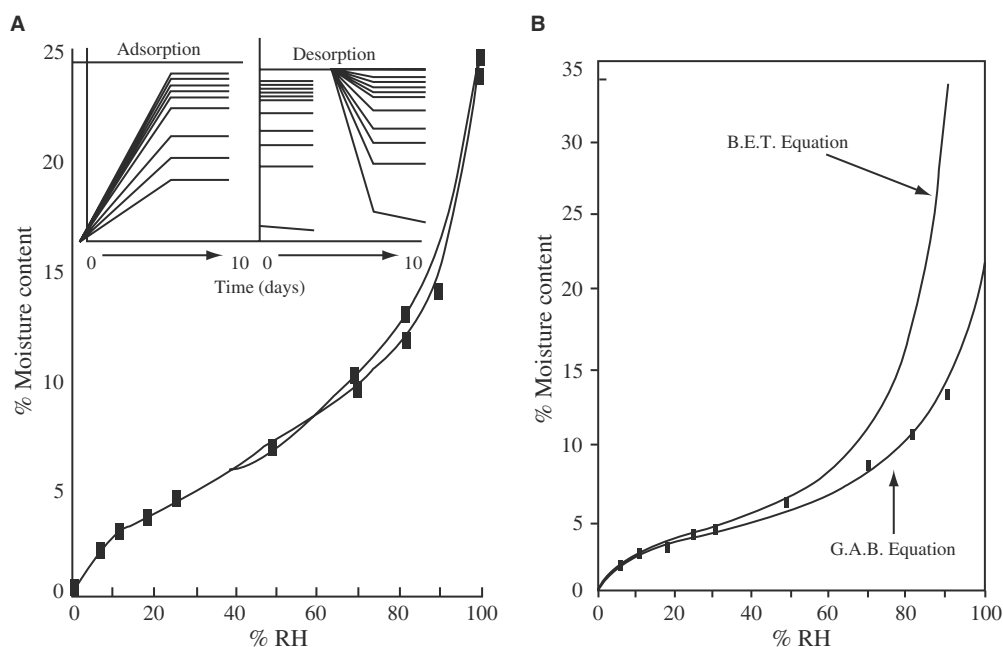 A
25
20
15
10
5
0
% Moisture content
Adsorption
Desorption
0
10
0
10
Time (days)
0
20
40
60
80
100
% RH
B
35
30
25
20
15
10
5
0
% Moisture content
B.E.T. Equation
G.A.B. Equation
0
20
40
60
80
100
% RH